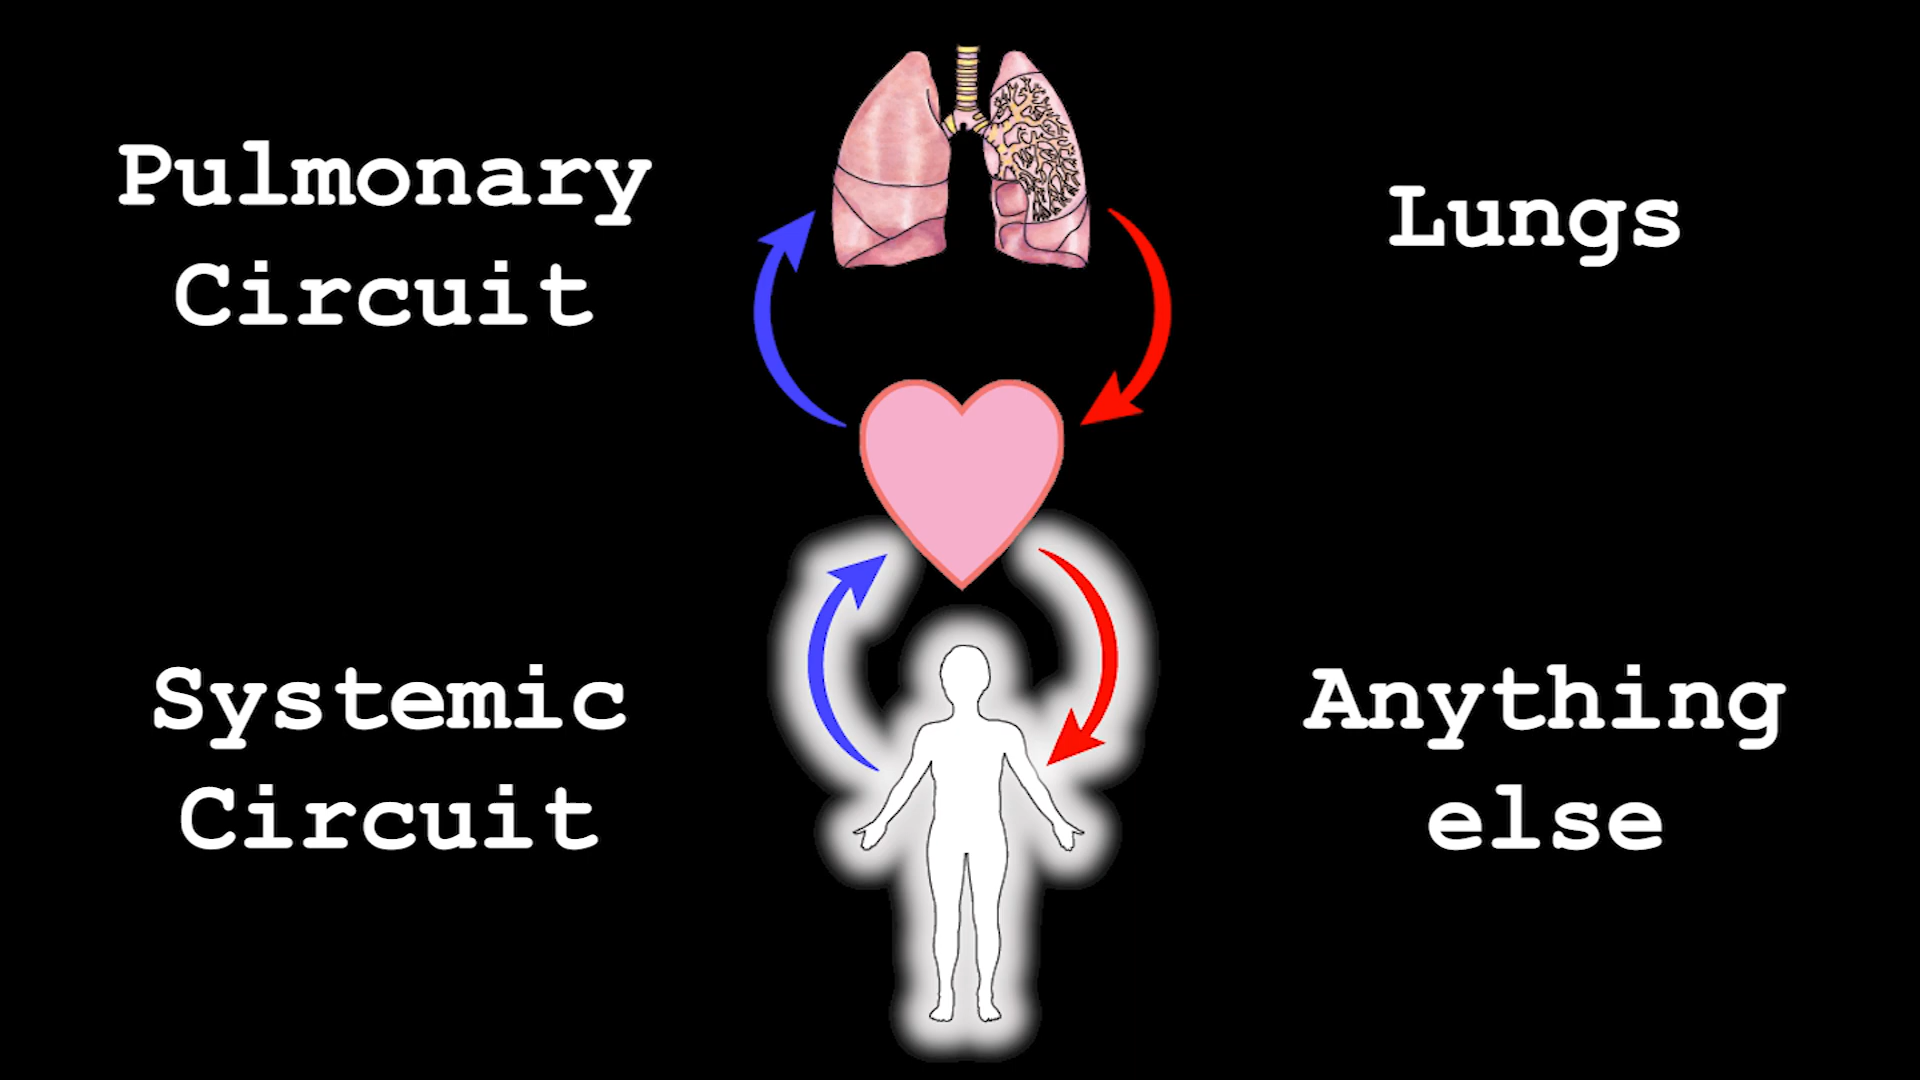 Pulmonary
Circuit
Lungs
Systemic
Circuit
Anything
else